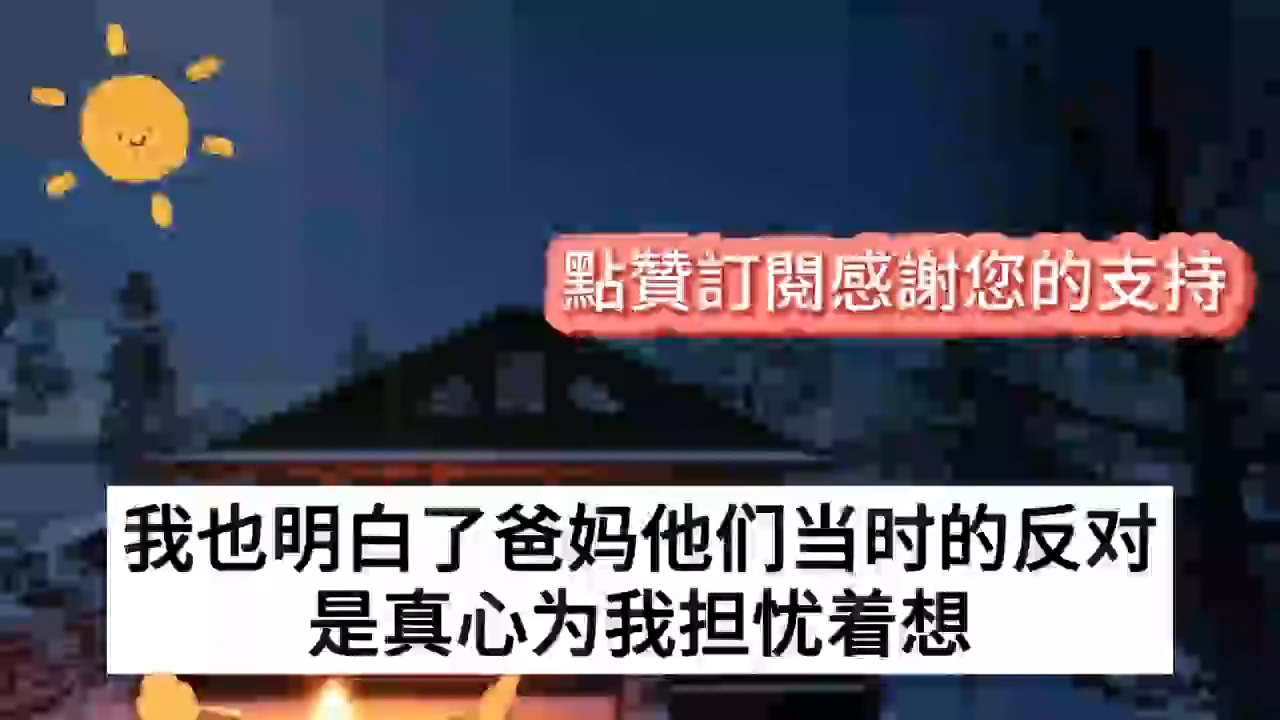 點贊訂閱感謝您的支持
我也明白了爸妈他们当时的反对
是真心为我担忧着想